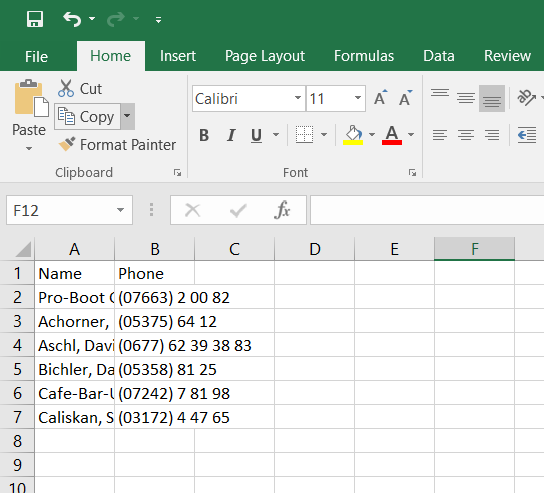 File Home Insert Page Layout Formulas Data Review
Cut
Copy
Paste
Format Painter
Clipboard
Calibri 11 A A
B I U A
Font
F12 fx
A B C D E F
1 Name Phone
2 Pro-Boot (07663) 2 00 82
3 Achorner, (05375) 64 12
4 Aschl, Davi (0677) 62 39 38 83
5 Bichler, Da (05358) 81 25
6 Cafe-Bar-U (07242) 7 81 98
7 Caliskan, S (03172) 4 47 65
8
9
10